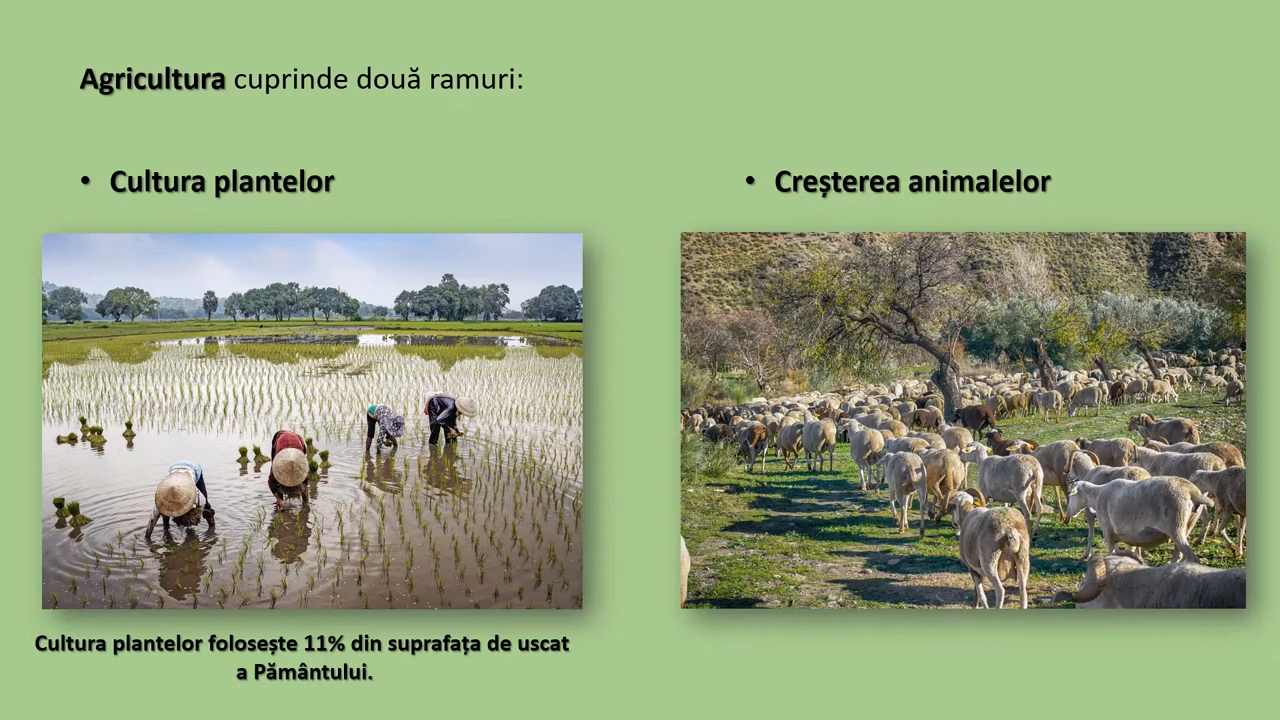 Agricultura cuprinde două ramuri:
• Cultura plantelor
• Creșterea animalelor
Cultura plantelor folosește 11% din suprafața de uscat
a Pământului.